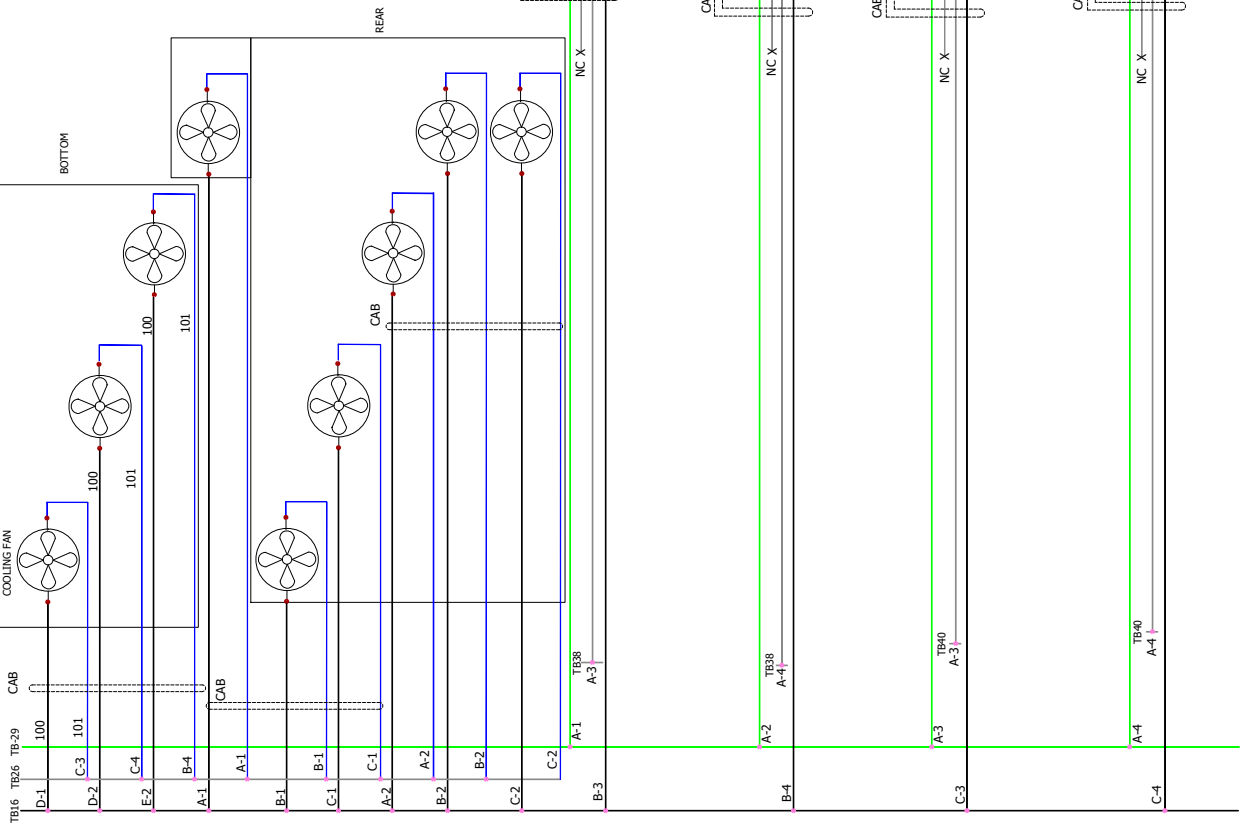 REAR
BOTTOM
CAB
NC X
NC X
NC X
NC X
CAB
100
101
100
101
COOLING FAN
TB38
A-3
TB38
A-4
TB40
A-3
TB40
A-4
CAB
CAB
100
101
TB-29
A-1
A-2
A-3
A-4
TB26
C-3
C-4
B-4
A-1
B-1
C-1
A-2
B-2
C-2
TB16
D-1
D-2
E-2
A-1
B-1
C-1
A-2
B-2
C-2
B-3
B-4
C-3
C-4